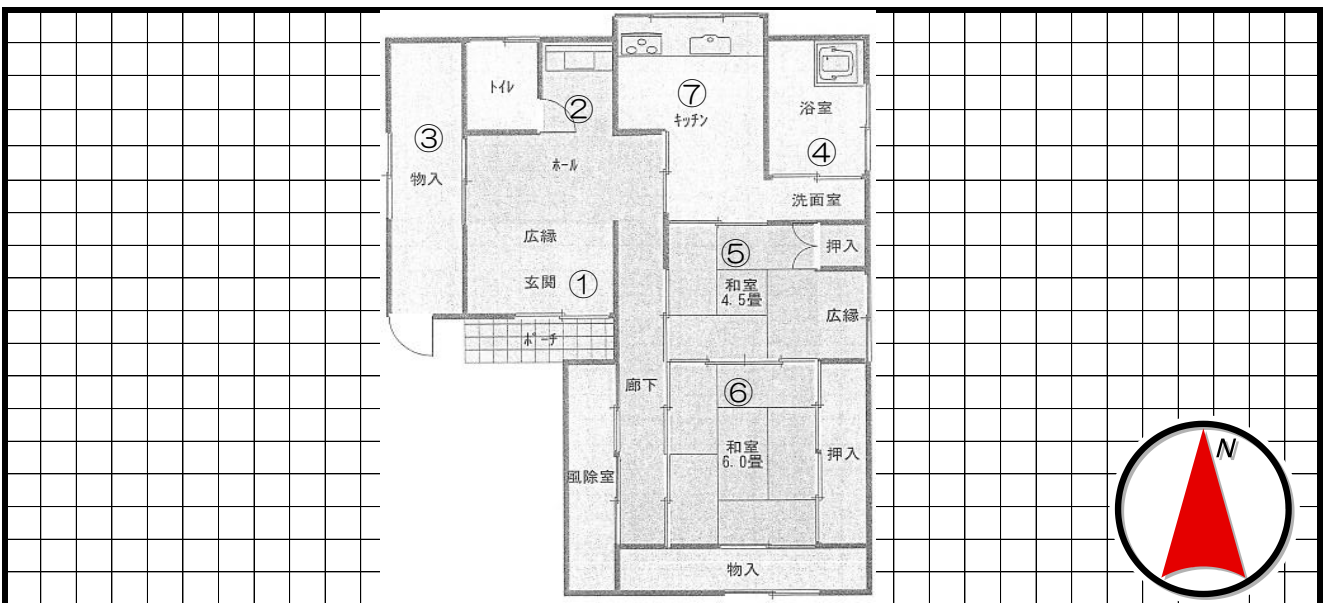 トイレ
②
⑦
キッチン
浴室
④
③
物入
ホール
洗面室
広縁
玄関
①
⑤
押入
和室
4.5畳
広縁
ポーチ
廊下
⑥
和室
6.0畳
押入
風除室
物入
N